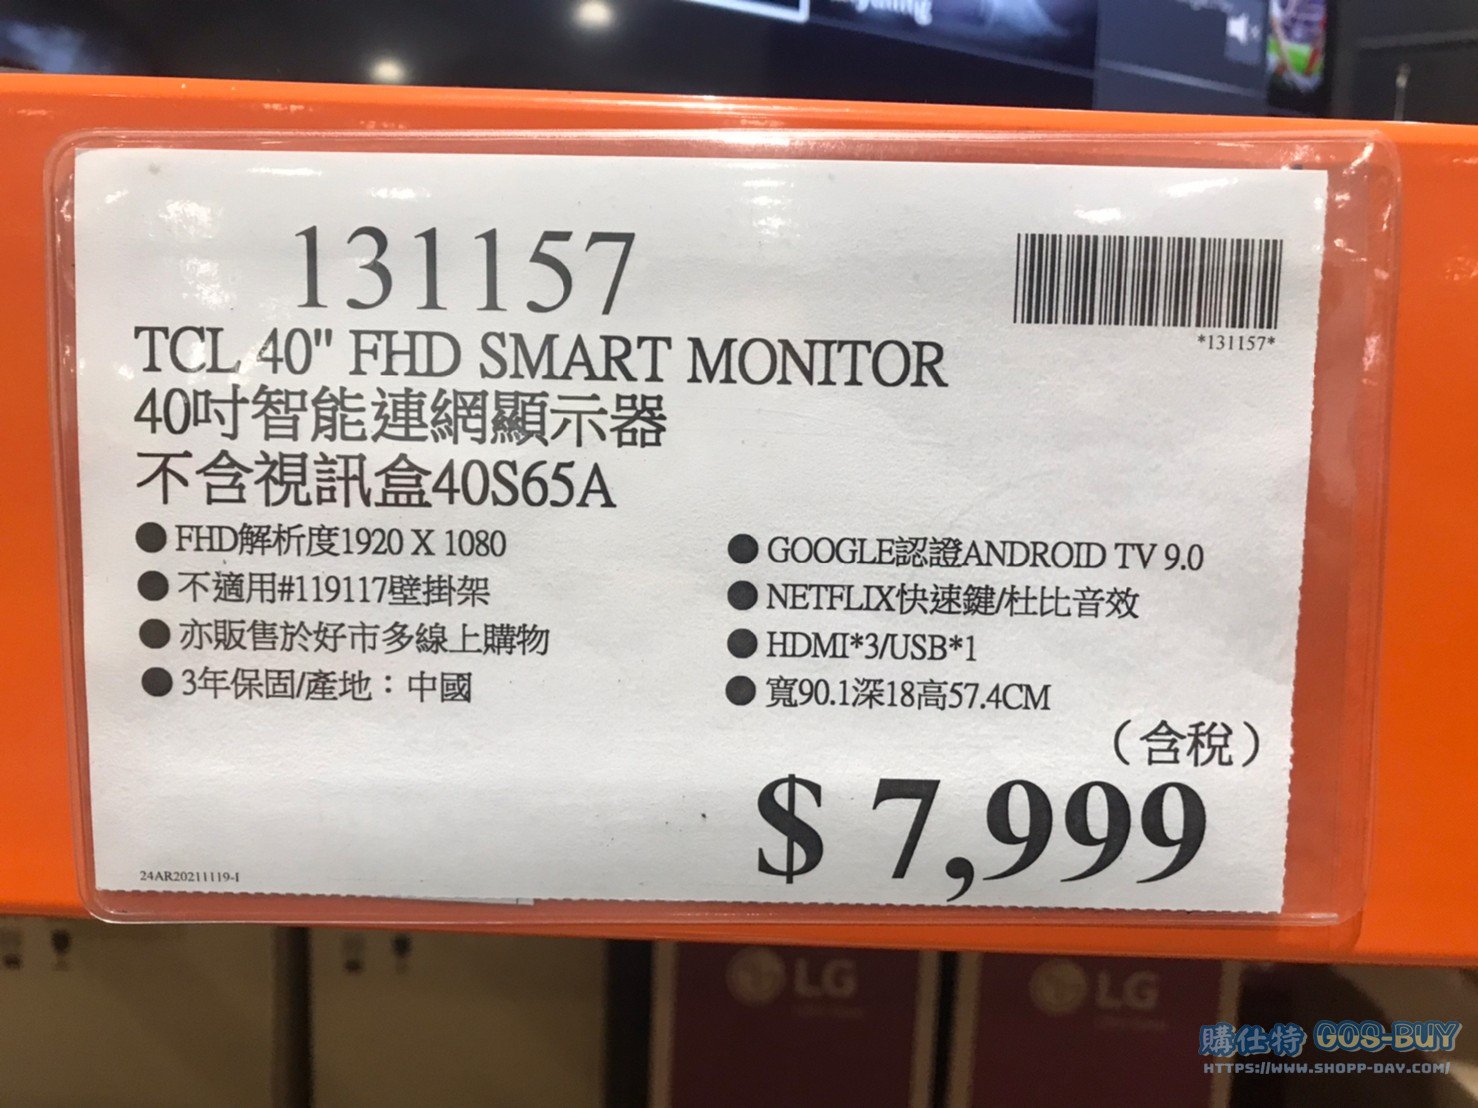 131157
*131157*
TCL 40" FHD SMART MONITOR
40吋智能連網顯示器
不含視訊盒40S65A
●FHD解析度1920 X 1080
●不適用#119117壁掛架
●亦販售於好市多線上購物
●3年保固/產地：中國
●GOOGLE認證ANDROID TV 9.0
●NETFLIX快速鍵/杜比音效
●HDMI*3/USB*1
●寬90.1深18高57.4CM
（含稅）
$ 7,999
24AR20211119-I
LG
LG
購仕特 GOS-BUY
HTTPS://WWW.SHOPP-DAY.COM/